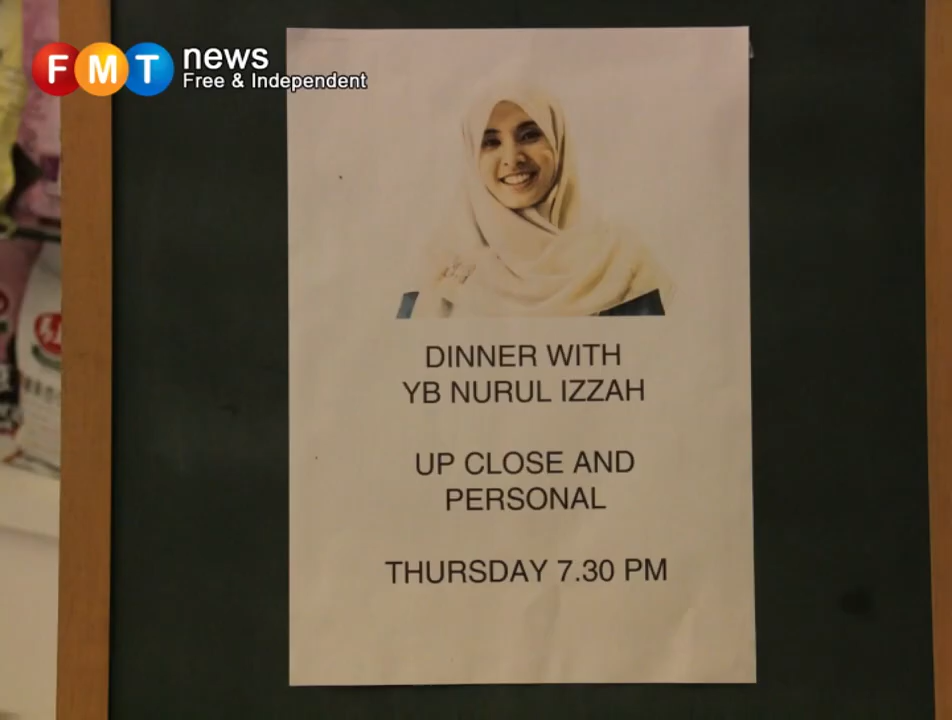 FMT news
Free & Independent
DINNER WITH
YB NURUL IZZAH
UP CLOSE AND
PERSONAL
THURSDAY 7.30 PM